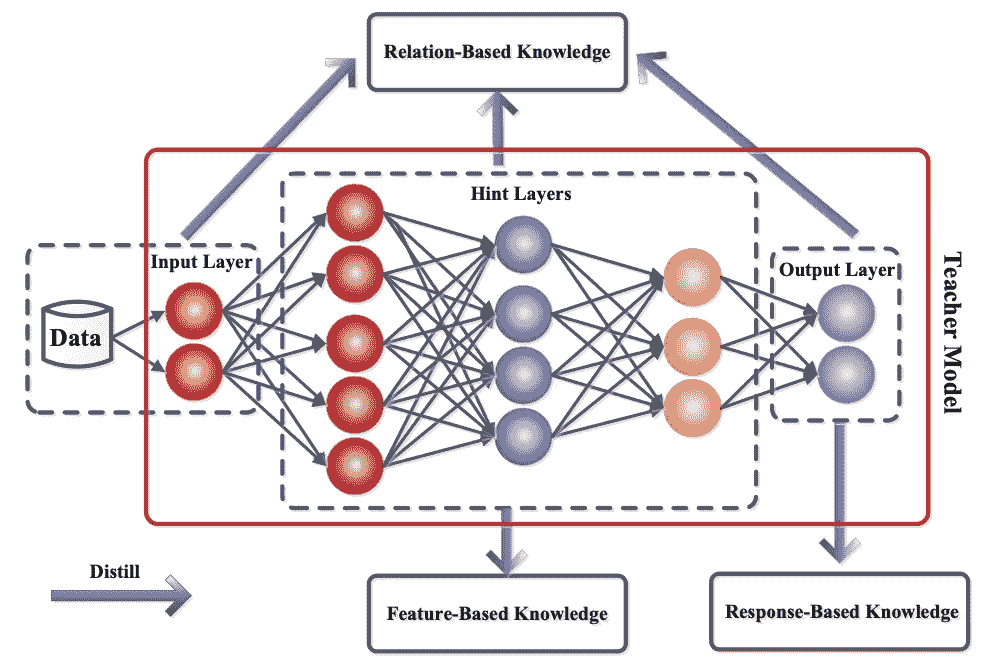 Relation-Based Knowledge
Hint Layers
Input Layer
Output Layer
Data
Teacher Model
Distill
Feature-Based Knowledge
Response-Based Knowledge